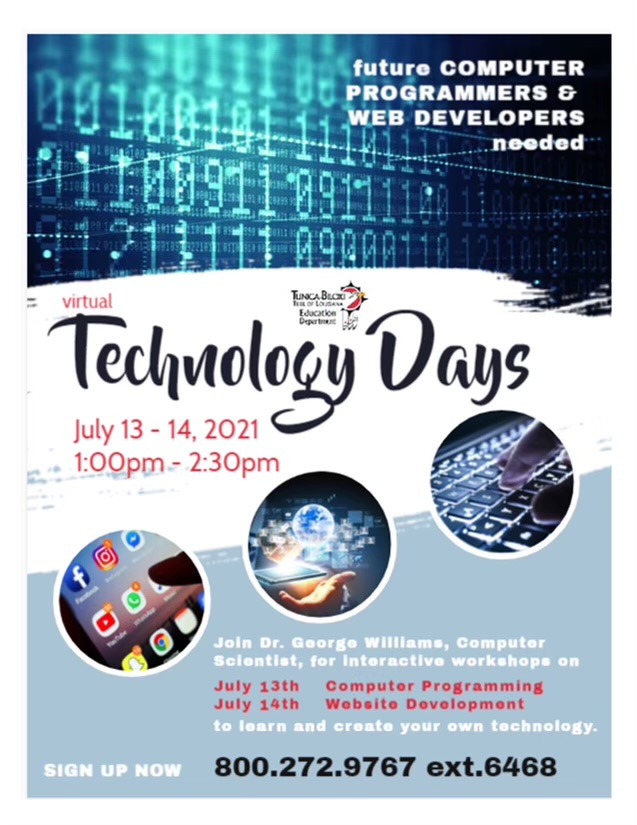 future COMPUTER
PROGRAMMERS &
WEB DEVELOPERS
needed
virtual
TUNICA-BILOXI
TRIBE OF LOUISIANA
Education
Department
Technology Days
July 13 - 14, 2021
1:00pm - 2:30pm
Facebook
YouTube
WhatsApp
Join Dr. George Williams, Computer
Scientist, for interactive workshops on
July 13th Computer Programming
July 14th Website Development
to learn and create your own technology.
SIGN UP NOW 800.272.9767 ext.6468